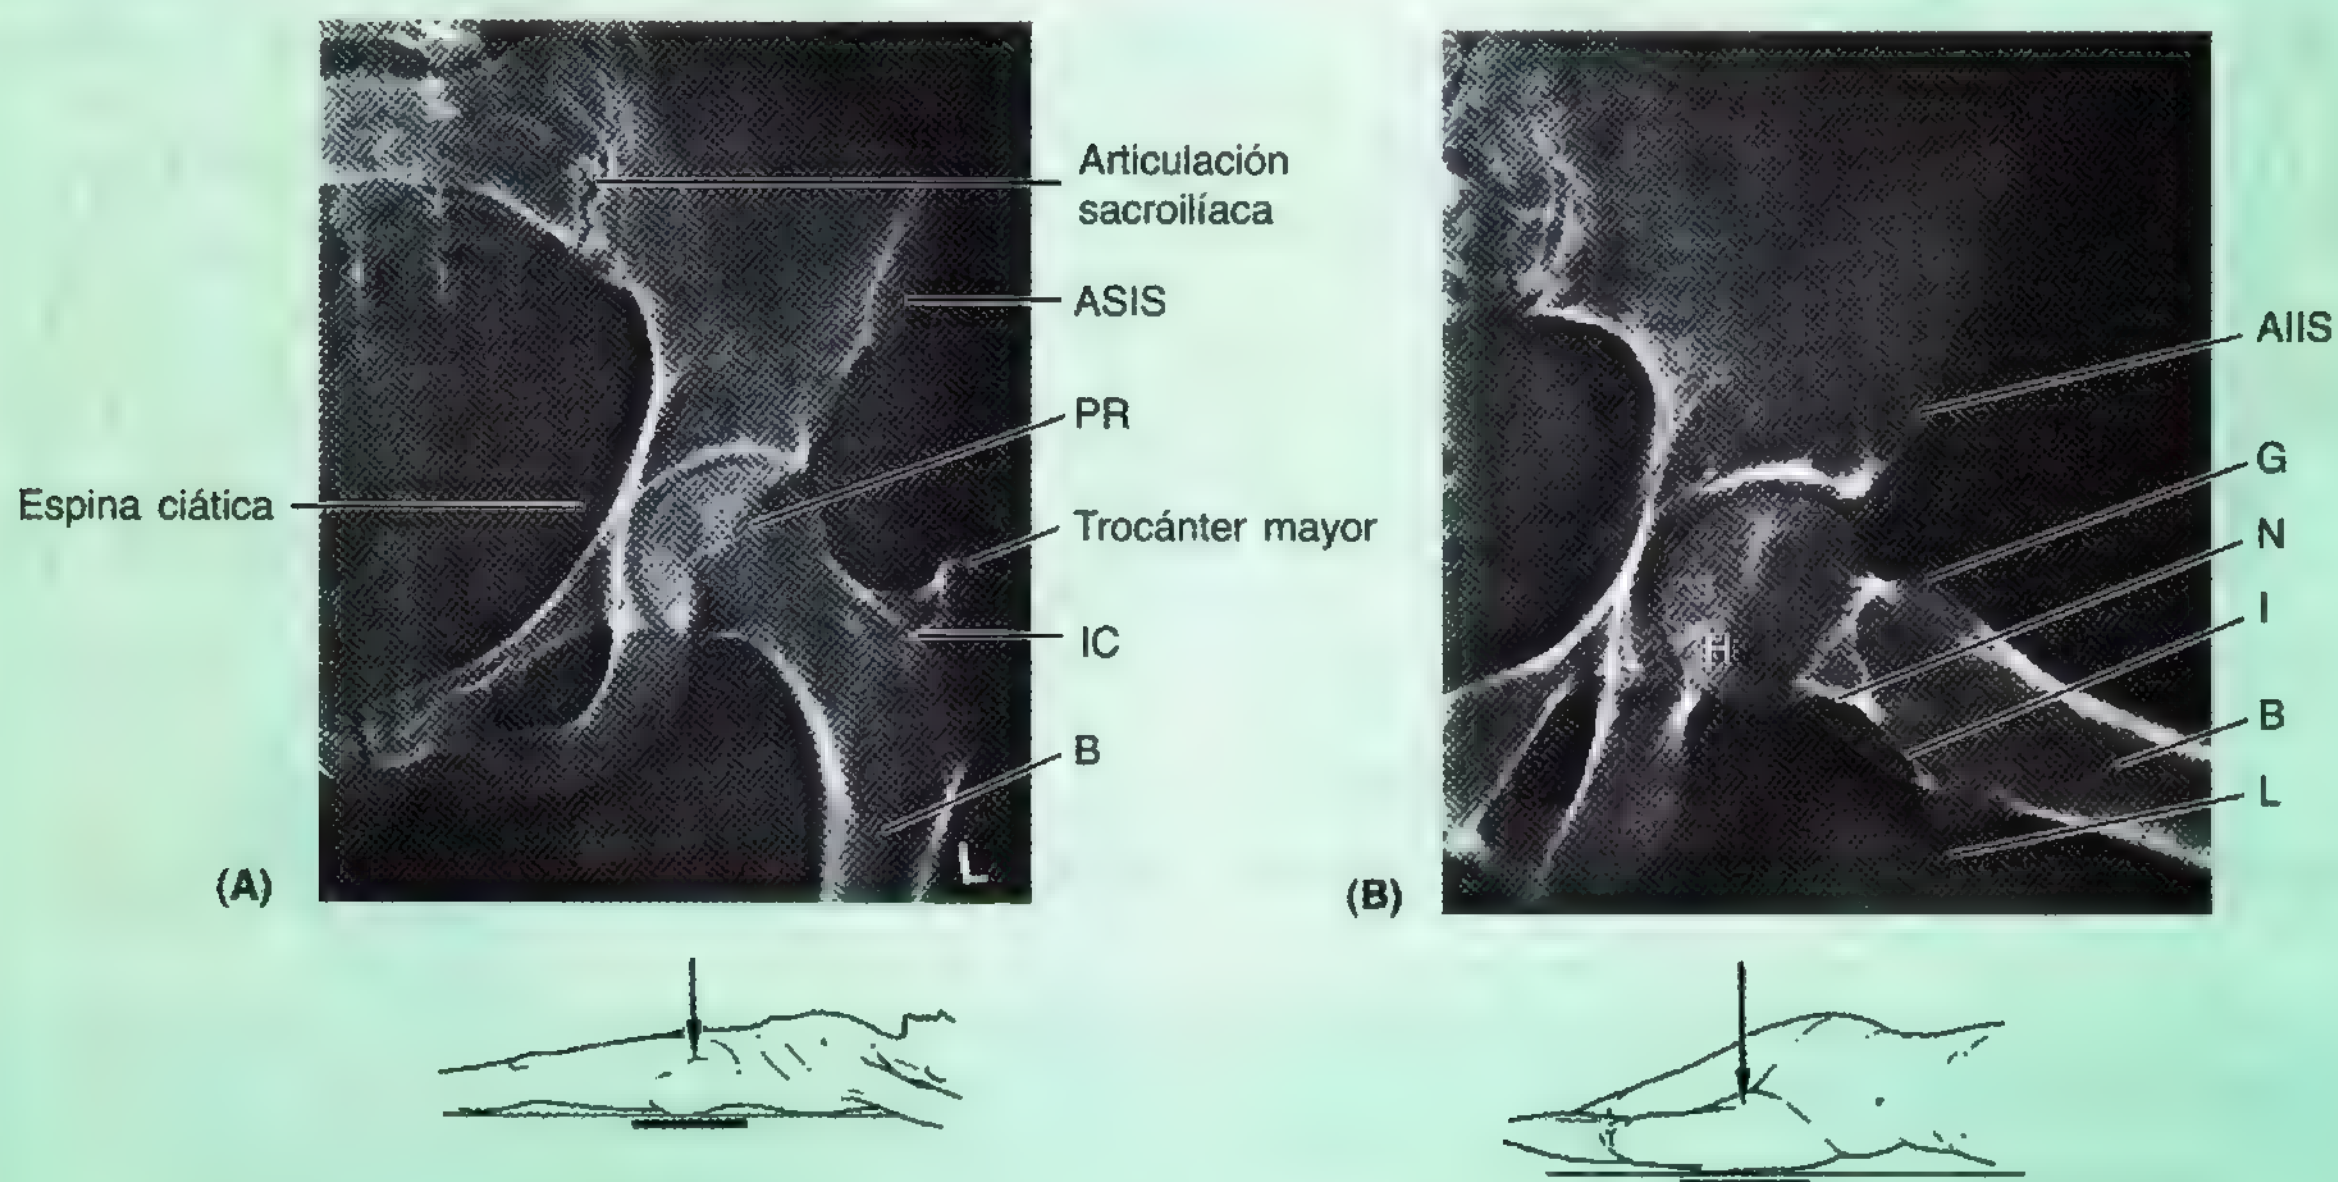 Articulación
sacroilíaca
ASIS
PR
Espina ciática
Trocánter mayor
IC
B
L
(A)
AIIS
G
N
I
H
B
L
(B)